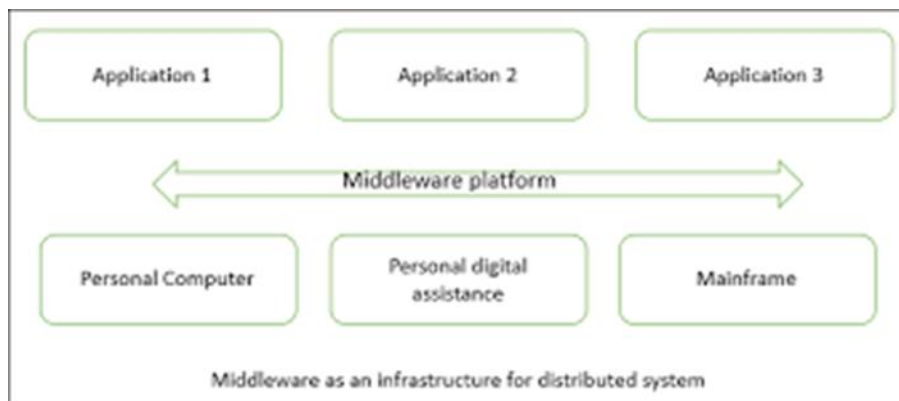 Application 1
Application 2
Application 3
Middleware platform
Personal Computer
Personal digital
assistance
Mainframe
Middleware as an infrastructure for distributed system